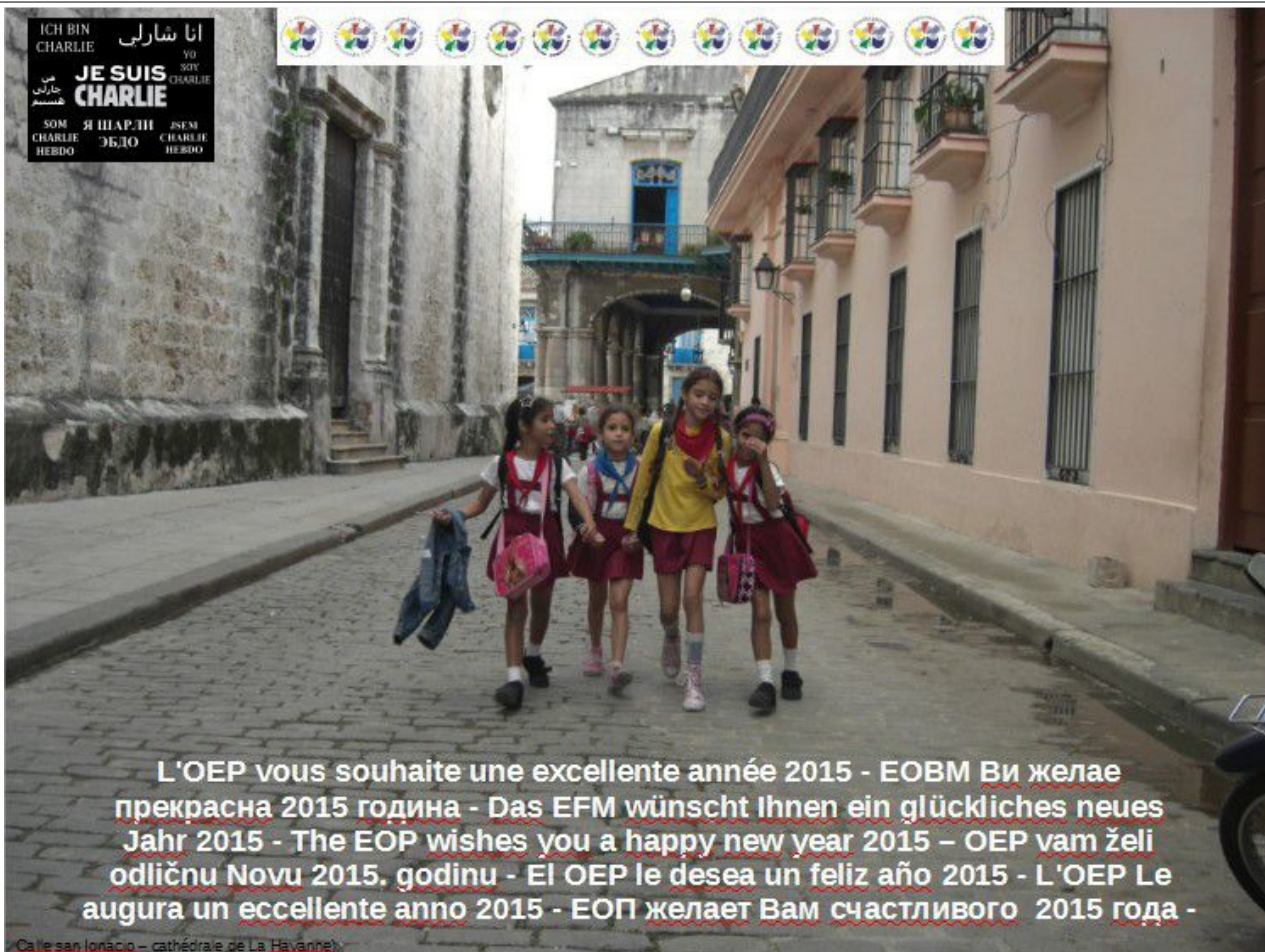 ICH BIN
CHARLIE
انا شارلي
YO
SOY
CHARLIE
من
جارلي
هستیم
JE SUIS
CHARLIE
SOM
CHARLIE
HEBDO
Я ШАРЛИ
ЭБДО
JSEM
CHARLIE
HEBDO
L'OEP vous souhaite une excellente année 2015 - ЕОВМ Ви желае
прекрасна 2015 година - Das EFM wünscht Ihnen ein glückliches neues
Jahr 2015 - The EOP wishes you a happy new year 2015 – OEP vam želi
odličnu Novu 2015. godinu - El OEP le desea un feliz año 2015 - L'OEP Le
augura un eccellente anno 2015 - ЕОП желает Вам счастливого 2015 года -
Calle san Ignacio – cathédrale de La Havanne)